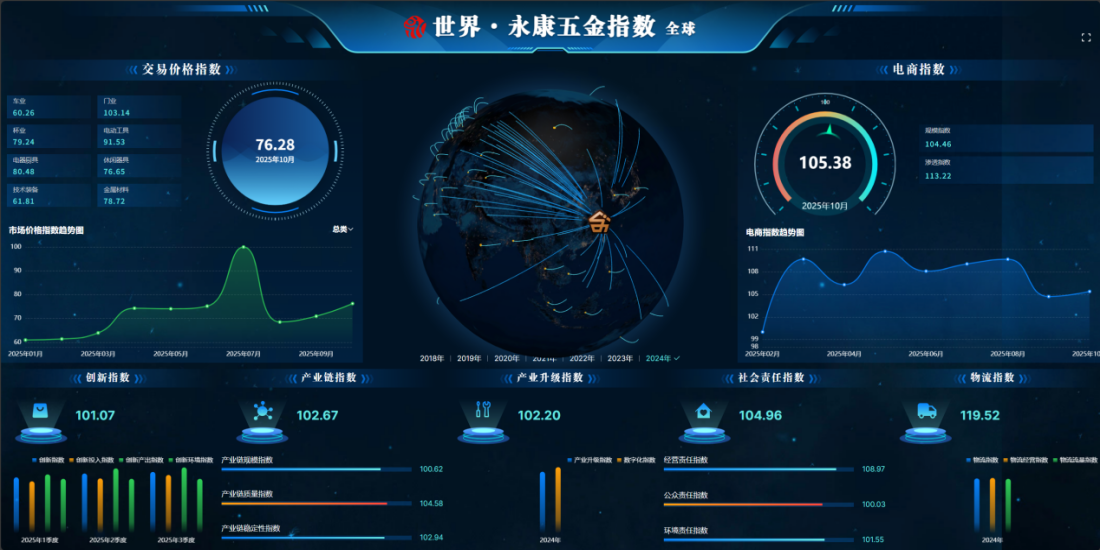 世界·永康五金指数 全球
交易价格指数
车业
60.26
门业
103.14
杯业
79.24
电动工具
91.53
电器厨具
80.48
休闲器具
76.65
技术装备
61.81
金属材料
78.72
76.28
2025年10月
市场价格指数趋势图
总类
100
90
80
70
60
2025年01月 2025年03月 2025年05月 2025年07月 2025年09月
2018年 2019年 2020年 2021年 2022年 2023年 2024年
电商指数
100
105.38
2025年10月
规模指数
104.46
渗透指数
113.22
电商指数趋势图
111
108
105
102
99
98
2025年02月 2025年04月 2025年06月 2025年08月 2025年10
创新指数
101.07
创新指数 创新投入指数 创新产出指数 创新环境指数
2025年1季度 2025年2季度 2025年3季度
产业链指数
102.67
产业链规模指数
100.62
产业链质量指数
104.58
产业链稳定性指数
102.94
产业升级指数
102.20
产业升级指数 数字化指数
2024年
社会责任指数
104.96
经营责任指数
108.97
公众责任指数
100.03
环境责任指数
101.55
物流指数
119.52
物流指数 物流经营指数 物流流量指数
2024年